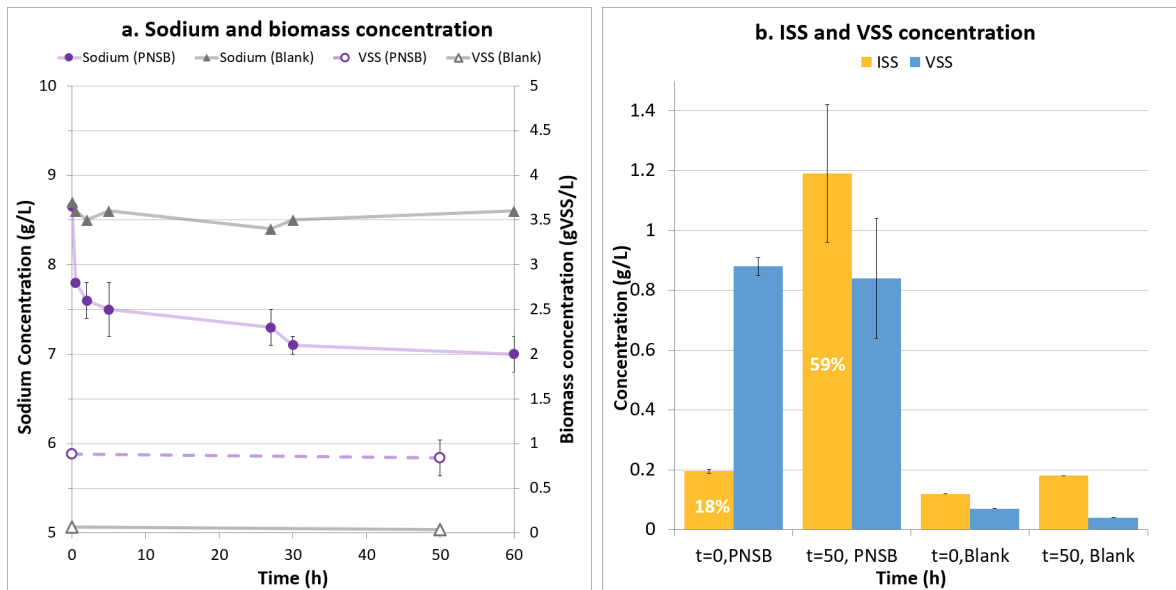 a. Sodium and biomass concentration
Sodium (PNSB) Sodium (Blank) VSS (PNSB) VSS (Blank)
Sodium Concentration (g/L)
10
9
8
7
6
5
5
4.5
4
3.5
3
2.5
2
1.5
1
0.5
0
Biomass concentration (gVSS/L)
0 10 20 30 40 50 60
Time (h)
b. ISS and VSS concentration
ISS VSS
Concentration (g/L)
1.4
1.2
1
0.8
0.6
0.4
0.2
0
59%
18%
t=0,PNSB t=50, PNSB t=0,Blank t=50, Blank
Time (h)